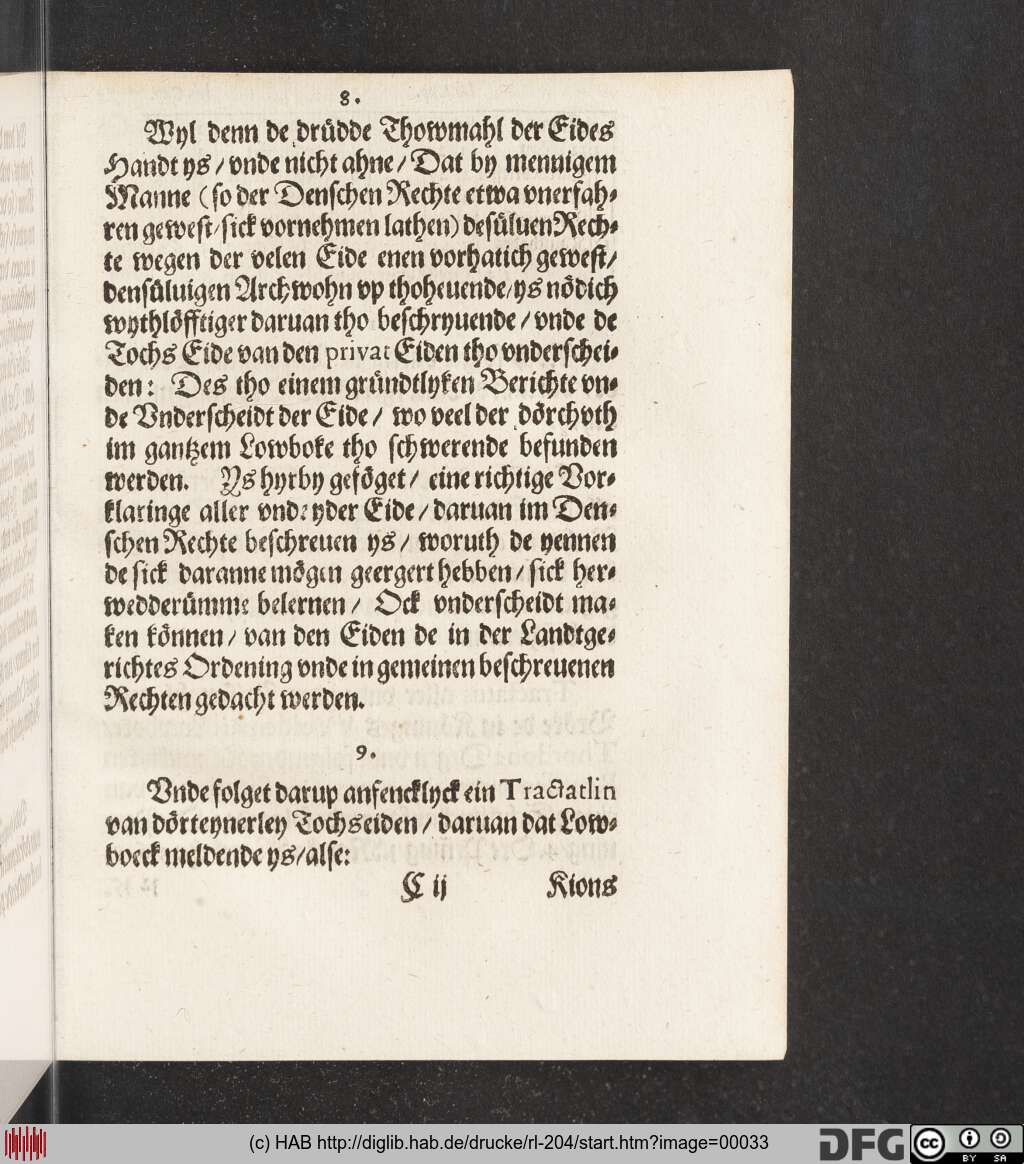 8.
Wyl denn de drüdde Thowmahl der Eides
Handt ys / vnde nicht ahne / Dat by mennigem
Manne (so der Denschen Rechte etwa vnerfah⸗
ren gewest / sick vornehmen lathen) desüluen Rech⸗
te wegen der velen Eide enen vorhatich gewest /
densüluigen Archwohn vp thoheuende / ys nödich
wythlöfftiger daruan tho beschryuende / vnde de
Tochs Eide van den privat Eiden tho vnderschei⸗
den: Des tho einem gründtlyken Berichte vn⸗
de Vnderscheidt der Eide / wo veel der dörchvth
im gantzem Lowboke tho schwerende befunden
werden. Ys hyrby geföget / eine richtige Vor⸗
klaringe aller vnde yder Eide / daruan im Den⸗
schen Rechte beschreuen ys / woruth de yennen
de sick daranne mögen geergert hebben / sick her⸗
wedderümme belernen / Ock vnderscheidt ma⸗
ken können / van den Eiden de in der Landtge⸗
richtes Ordening vnde in gemeinen beschreuenen
Rechten gedacht werden.
9.
Vnde folget darup anfencklyck ein Tractatlin
van dörteynerley Tochseiden / daruan dat Low⸗
boeck meldende ys / alse:
C ij Kions
(c) HAB http://diglib.hab.de/drucke/rl-204/start.htm?image=00033
DFG
cc BY SA